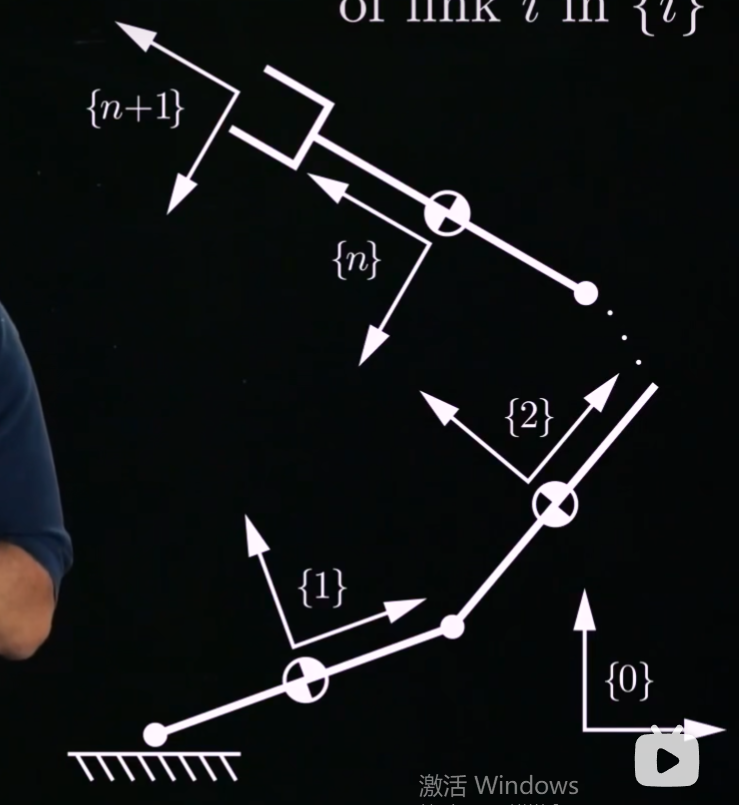 of link i in {i}
{n+1}
{n}
{2}
{1}
{0}
激活 Windows